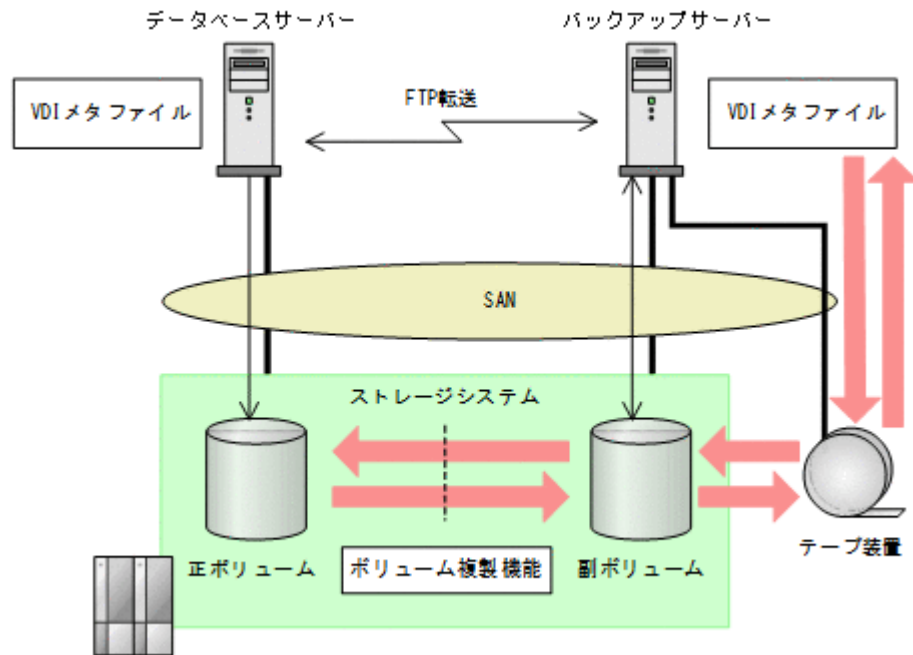 データベースサーバー
バックアップサーバー
VDIメタファイル
FTP転送
VDIメタファイル
SAN
ストレージシステム
正ボリューム
ボリューム複製機能
副ボリューム
テープ装置